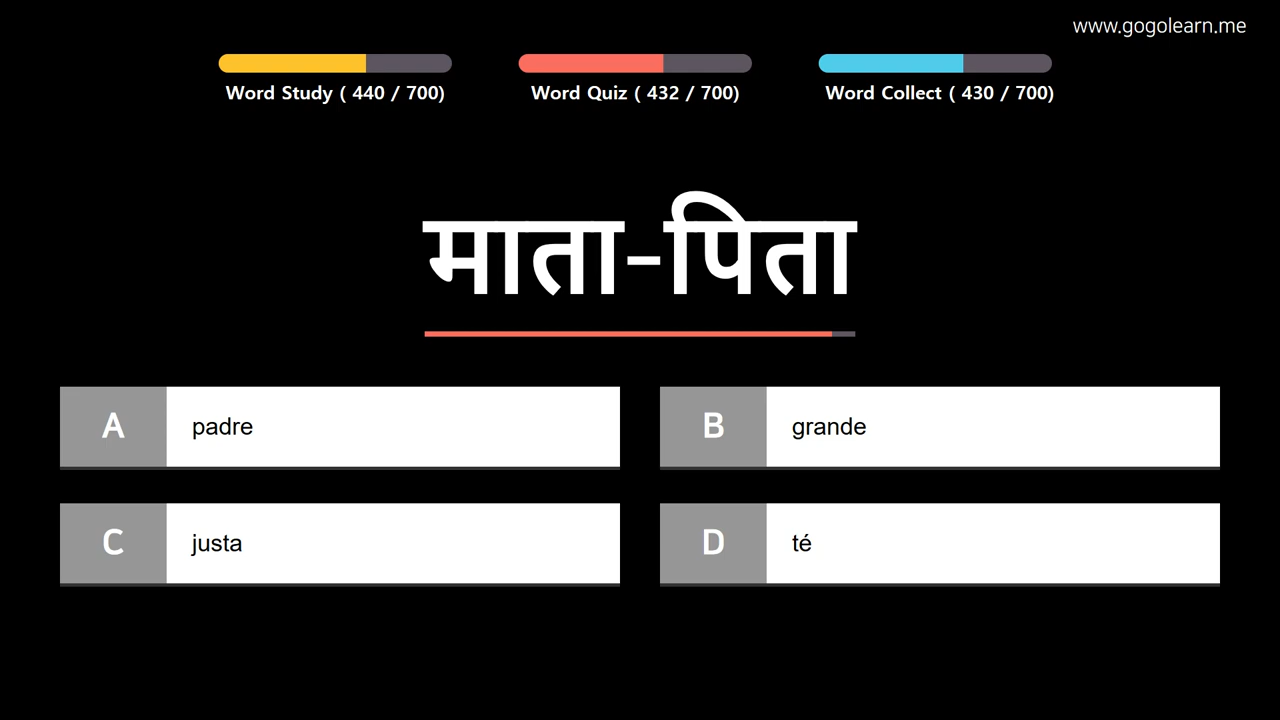 www.gogolearn.me
Word Study ( 440 / 700)
Word Quiz ( 432 / 700)
Word Collect ( 430 / 700)
माता-पिता
A padre
B grande
C justa
D té